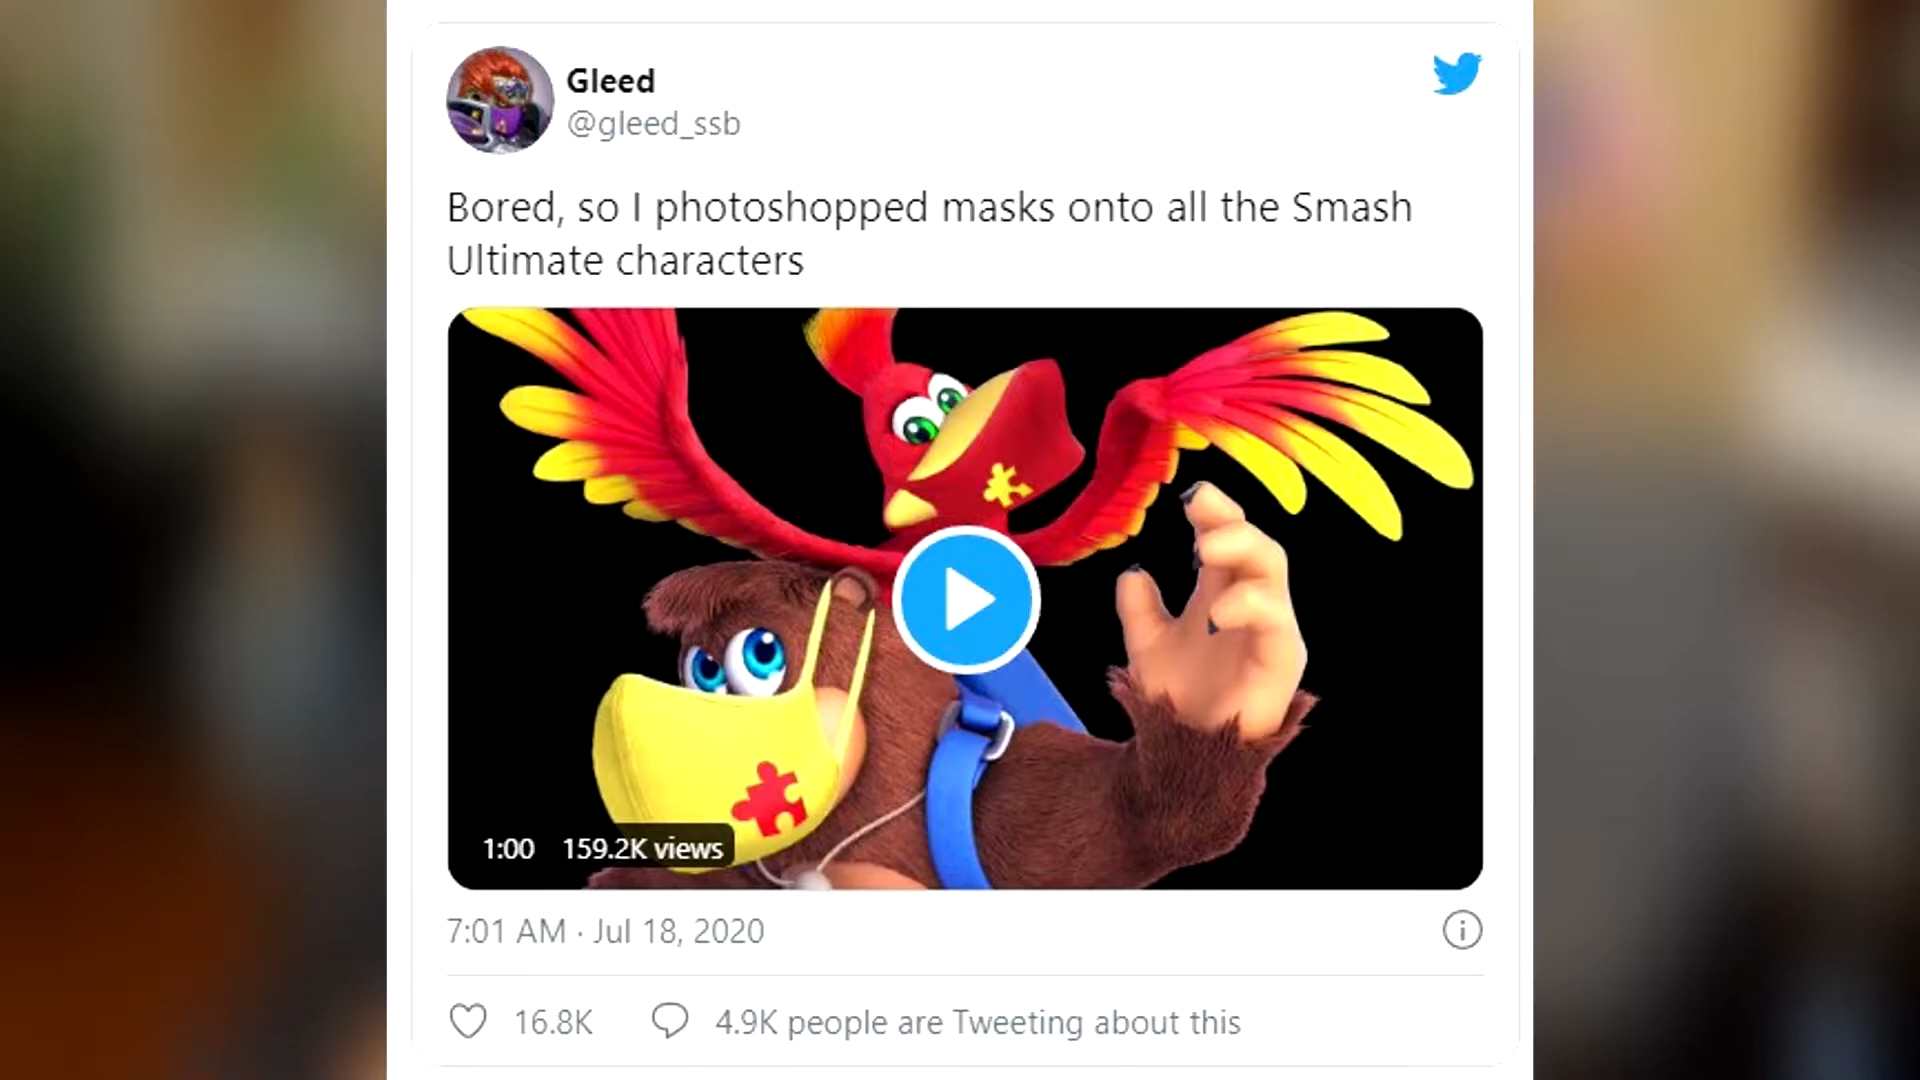 Gleed
@gleed_ssb
Bored, so I photoshopped masks onto all the Smash
Ultimate characters
1:00 159.2K views
7:01 AM · Jul 18, 2020
16.8K 4.9K people are Tweeting about this